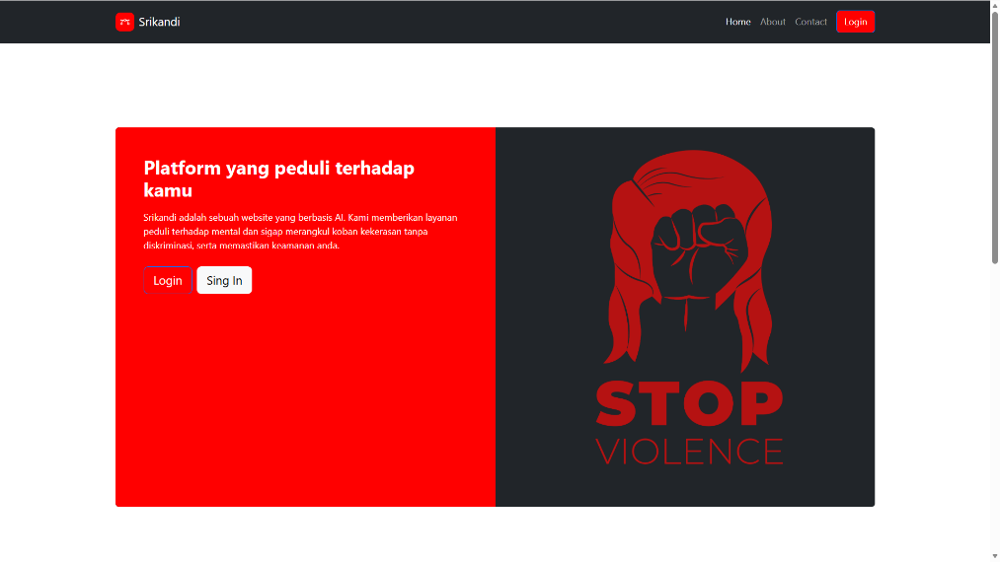 Srikandi
Home About Contact Login
Platform yang peduli terhadap
kamu
Srikandi adalah sebuah website yang berbasis AI. Kami memberikan layanan
peduli terhadap mental dan sigap merangkul koban kekerasan tanpa
diskriminasi, serta memastikan keamanan anda.
Login Sing In
STOP
VIOLENCE